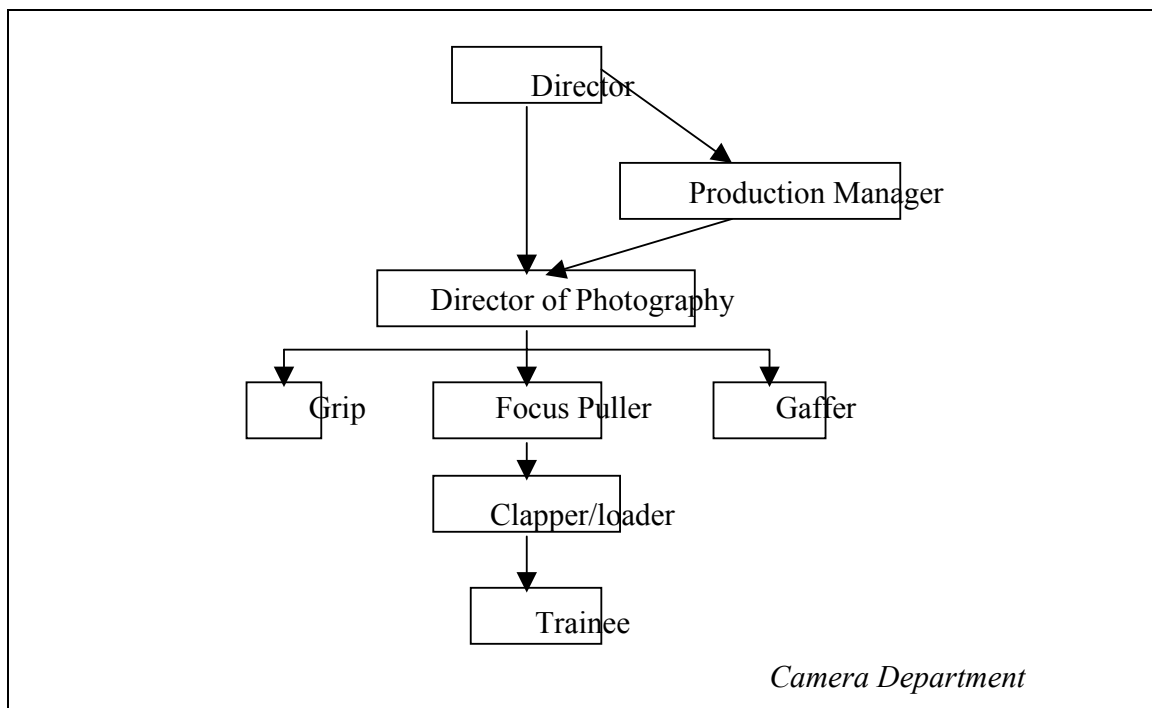 Director
Production Manager
Director of Photography
Grip
Focus Puller
Gaffer
Clapper/loader
Trainee
Camera Department